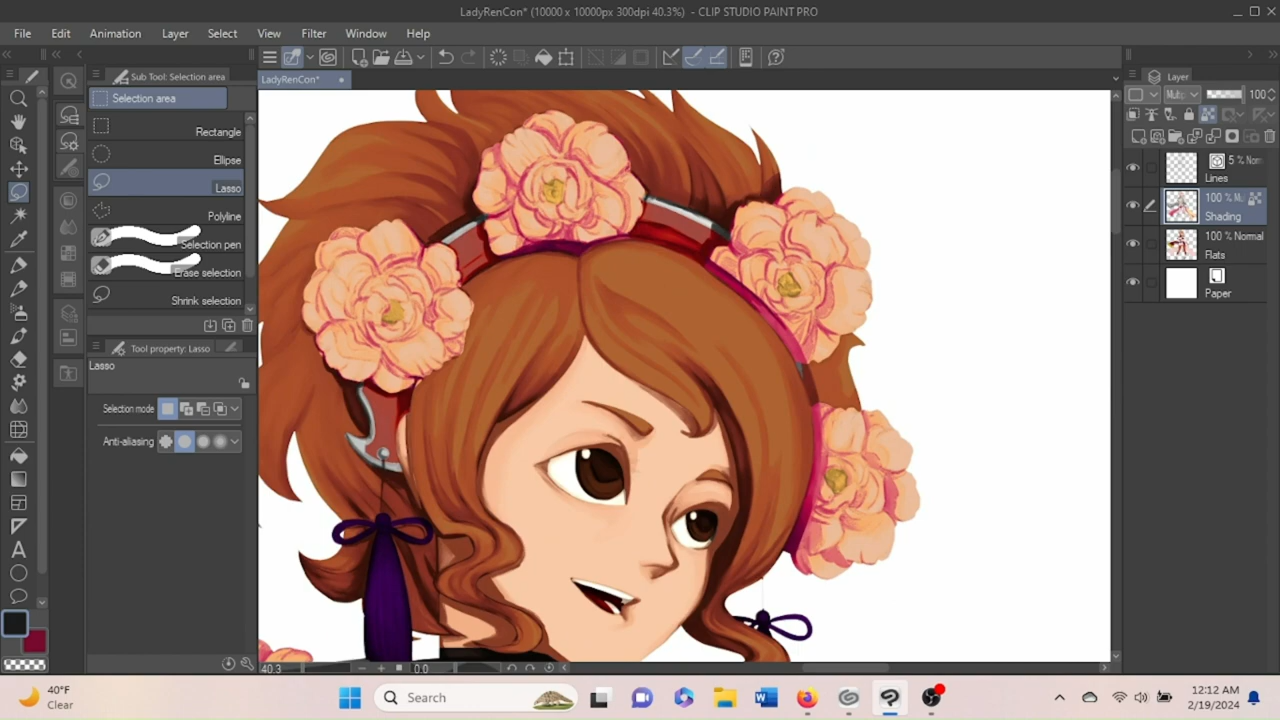 LadyRenCon* (10000 x 10000px 300dpi 40.3%) - CLIP STUDIO PAINT PRO
File Edit Animation Layer Select View Filter Window Help
Sub Tool: Selection area
LadyRenCon*
Layer
Selection area
100
Rectangle
Ellipse
Lasso
Polyline
Selection pen
Erase selection
Shrink selection
Tool property: Lasso
Lasso
Selection mode
Anti-aliasing
5 % Norn
Lines
100 % Mu
Shading
100 % Normal
Flats
Paper
A
40.3
0.0
40°F
Clear
Search
12:12 AM
2/19/2024